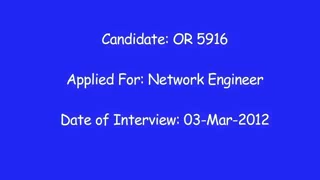 Candidate: OR 5916
Applied For: Network Engineer
Date of Interview: 03-Mar-2012